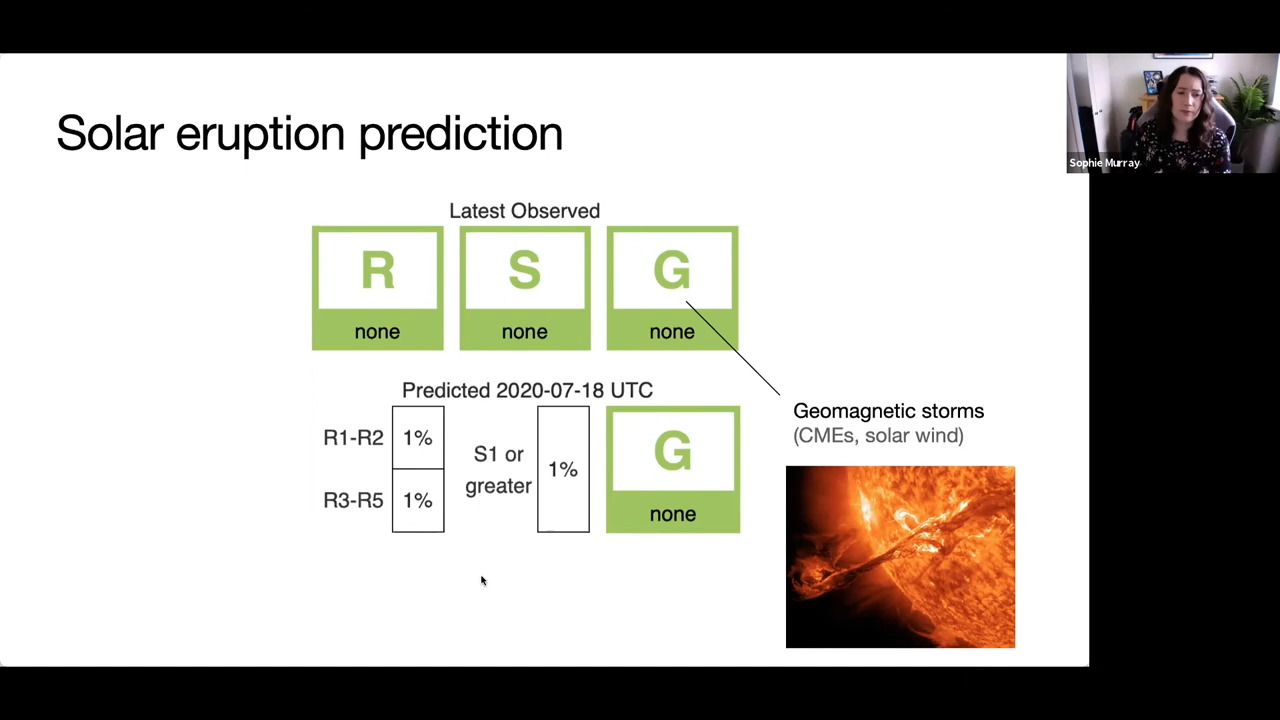 Solar eruption prediction
Sophie Murray
Latest Observed
R S G
none none none
Predicted 2020-07-18 UTC
R1-R2 1%
R3-R5 1%
S1 or
greater
1%
G
none
Geomagnetic storms
(CMEs, solar wind)